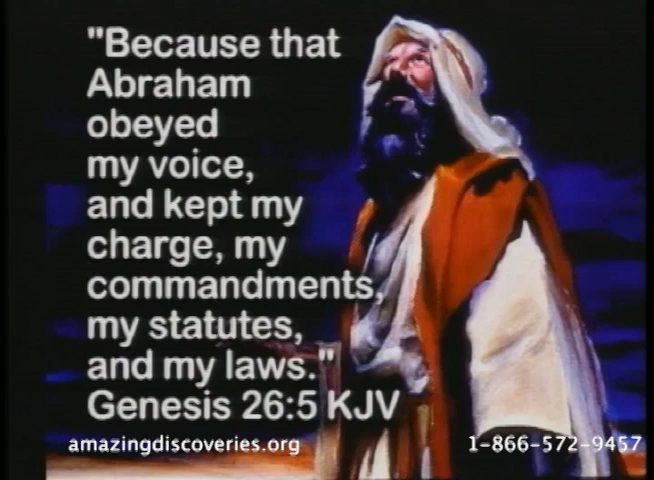 "Because that
Abraham
obeyed
my voice,
and kept my
charge, my
commandments,
my statutes,
and my laws."
Genesis 26:5 KJV
amazingdiscoveries.org 1-866-572-9457